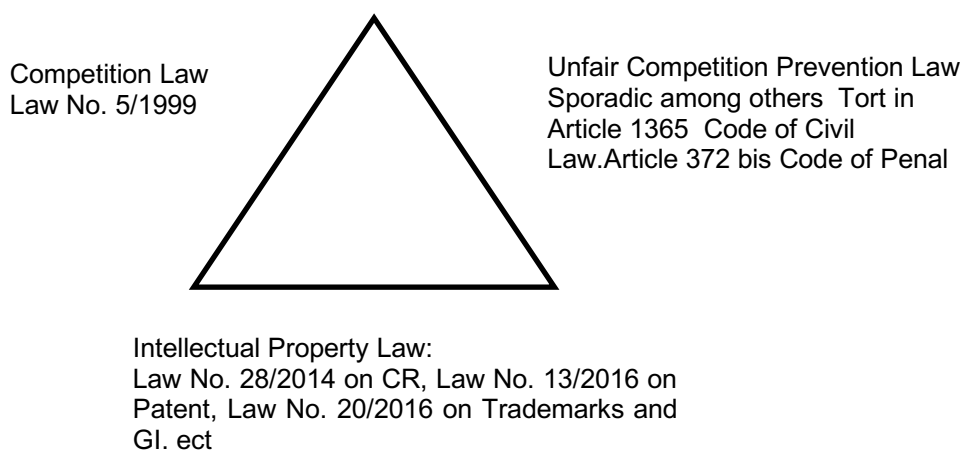 Competition Law
Law No. 5/1999
Unfair Competition Prevention Law
Sporadic among others Tort in
Article 1365 Code of Civil
Law.Article 372 bis Code of Penal
Intellectual Property Law:
Law No. 28/2014 on CR, Law No. 13/2016 on
Patent, Law No. 20/2016 on Trademarks and
GI. ect